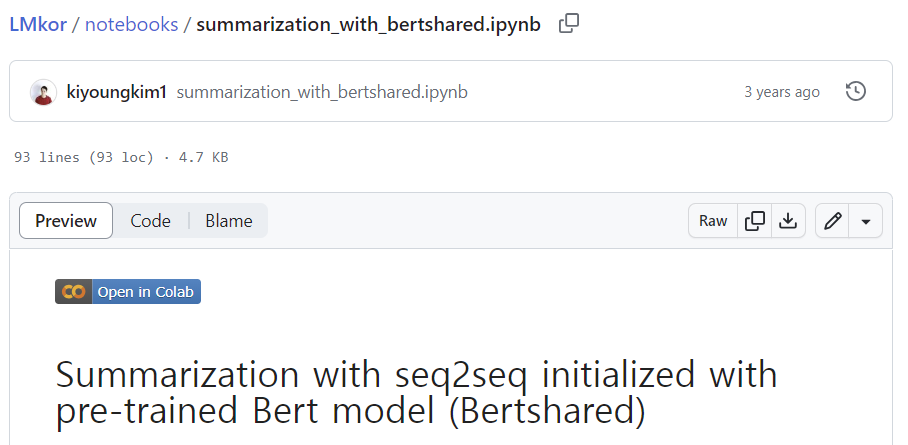 LMkor / notebooks / summarization_with_bertshared.ipynb
kiyoungkim1 summarization_with_bertshared.ipynb 3 years ago
93 lines (93 loc) · 4.7 KB
Preview Code Blame Raw
Open in Colab
Summarization with seq2seq initialized with
pre-trained Bert model (Bertshared)